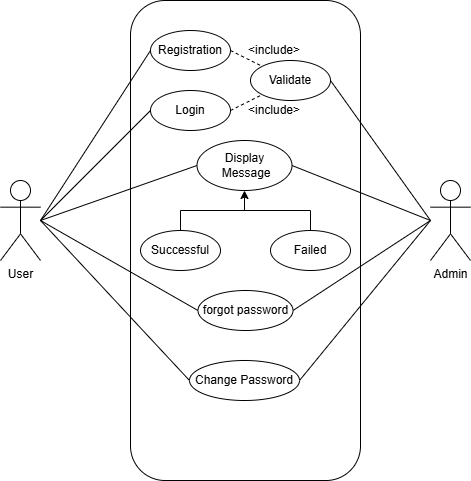 Registration
<include>
Validate
Login
<include>
Display
Message
Successful
Failed
User
Admin
forgot password
Change Password